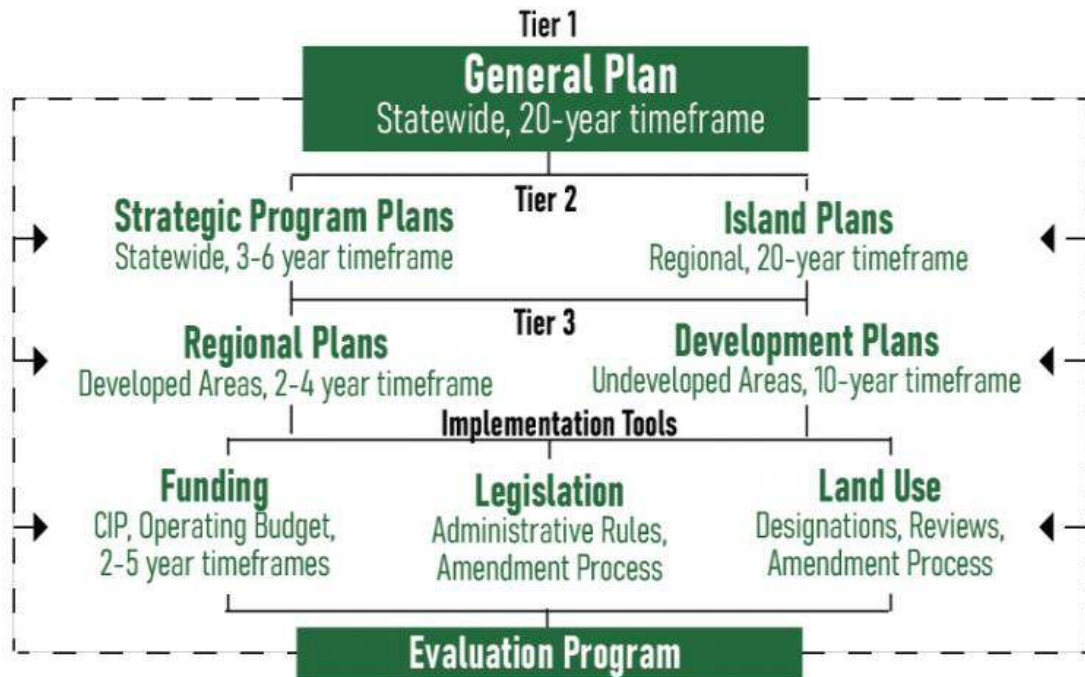 Tier 1
General Plan
Statewide, 20-year timeframe
Tier 2
Strategic Program Plans
Statewide, 3-6 year timeframe
Island Plans
Regional, 20-year timeframe
Tier 3
Regional Plans
Developed Areas, 2-4 year timeframe
Development Plans
Undeveloped Areas, 10-year timeframe
Implementation Tools
Funding
CIP, Operating Budget,
2-5 year timeframes
Legislation
Administrative Rules,
Amendment Process
Land Use
Designations, Reviews,
Amendment Process
Evaluation Program